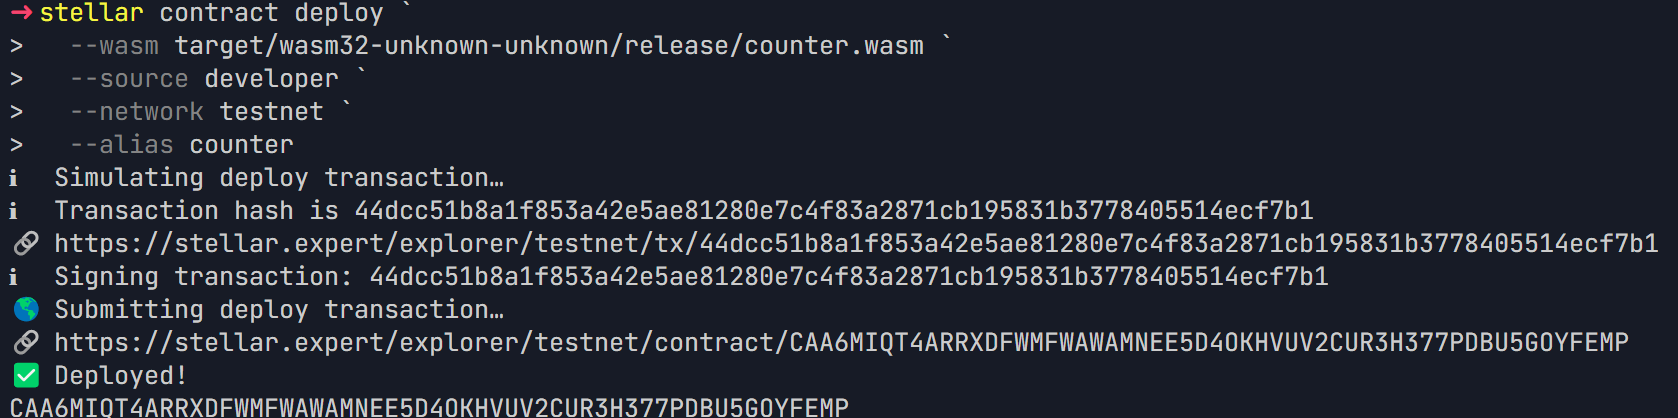 → stellar contract deploy `
>   --wasm target/wasm32-unknown-unknown/release/counter.wasm `
>   --source developer `
>   --network testnet `
>   --alias counter
ℹ  Simulating deploy transaction…
ℹ  Transaction hash is 44dcc51b8a1f853a42e5ae81280e7c4f83a2871cb195831b3778405514ecf7b1
🔗 https://stellar.expert/explorer/testnet/tx/44dcc51b8a1f853a42e5ae81280e7c4f83a2871cb195831b3778405514ecf7b1
ℹ  Signing transaction: 44dcc51b8a1f853a42e5ae81280e7c4f83a2871cb195831b3778405514ecf7b1
🌎 Submitting deploy transaction…
🔗 https://stellar.expert/explorer/testnet/contract/CAA6MIQT4ARRXDFWMFWAWAMNEE5D4OKHVUV2CUR3H377PDBU5GOYFEMP
✅ Deployed!
CAA6MIQT4ARRXDFWMFWAWAMNEE5D4OKHVUV2CUR3H377PDBU5GOYFEMP